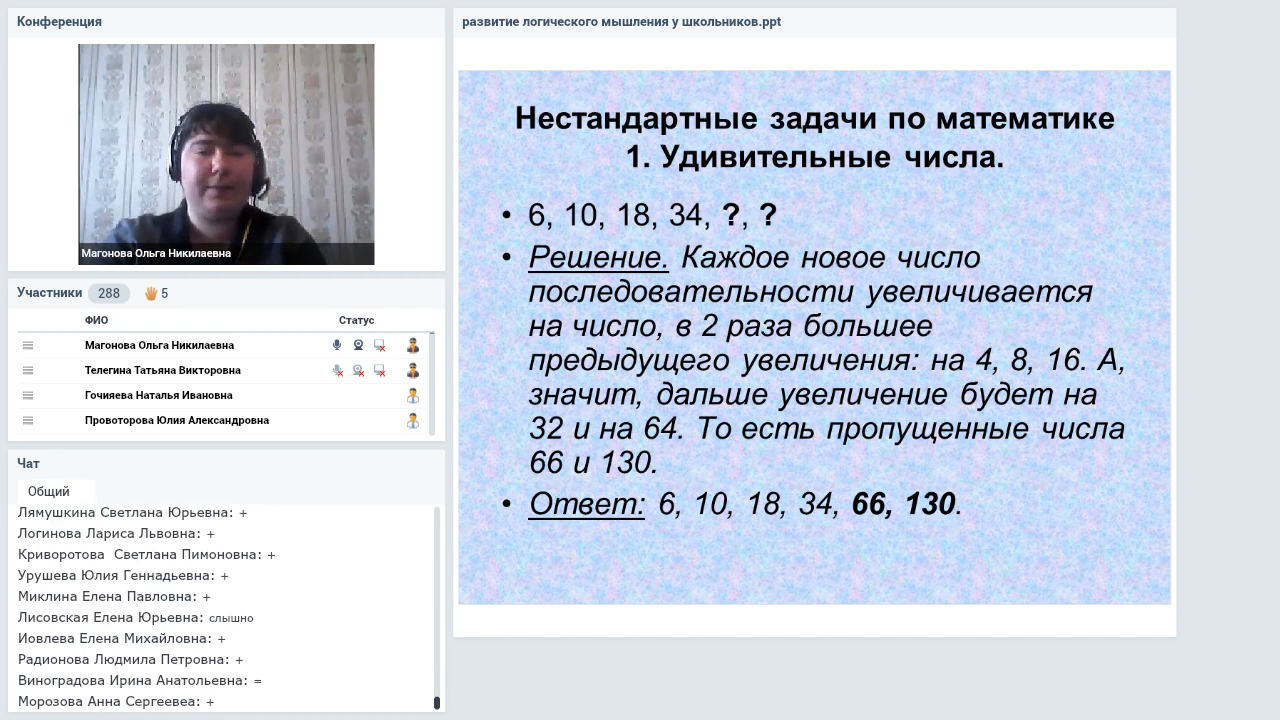 Конференция
Магонова Ольга Никилаевна
Участники 288 5
ФИО Статус
Магонова Ольга Никилаевна
Телегина Татьяна Викторовна
Гочияева Наталья Ивановна
Провоторова Юлия Александровна
Чат
Общий
Лямушкина Светлана Юрьевна: +
Логинова Лариса Львовна: +
Криворотова Светлана Пимоновна: +
Урушева Юлия Геннадьевна: +
Миклина Елена Павловна: +
Лисовская Елена Юрьевна: слышно
Иовлева Елена Михайловна: +
Радионова Людмила Петровна: +
Виноградова Ирина Анатольевна: =
Морозова Анна Сергеевеа: +
развитие логического мышления у школьников.ppt
Нестандартные задачи по математике
1. Удивительные числа.
• 6, 10, 18, 34, ?, ?
• Решение. Каждое новое число
последовательности увеличивается
на число, в 2 раза большее
предыдущего увеличения: на 4, 8, 16. А,
значит, дальше увеличение будет на
32 и на 64. То есть пропущенные числа
66 и 130.
• Ответ: 6, 10, 18, 34, 66, 130.